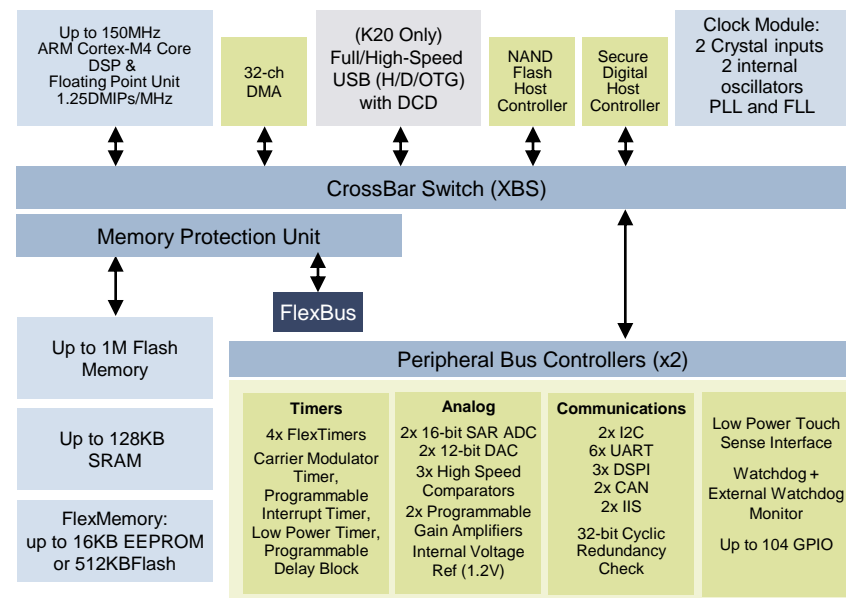 Up to 150MHz
ARM Cortex-M4 Core
DSP &
Floating Point Unit
1.25DMIPs/MHz
32-ch
DMA
(K20 Only)
Full/High-Speed
USB (H/D/OTG)
with DCD
NAND
Flash
Host
Controller
Secure
Digital
Host
Controller
Clock Module:
2 Crystal inputs
2 internal
oscillators
PLL and FLL
CrossBar Switch (XBS)
Memory Protection Unit
FlexBus
Up to 1M Flash
Memory
Up to 128KB
SRAM
FlexMemory:
up to 16KB EEPROM
or 512KBFlash
Peripheral Bus Controllers (x2)
Timers
4x FlexTimers
Carrier Modulator
Timer,
Programmable
Interrupt Timer,
Low Power Timer,
Programmable
Delay Block
Analog
2x 16-bit SAR ADC
2x 12-bit DAC
3x High Speed
Comparators
2x Programmable
Gain Amplifiers
Internal Voltage
Ref (1.2V)
Communications
2x I2C
6x UART
3x DSPI
2x CAN
2x IIS
32-bit Cyclic
Redundancy
Check
Low Power Touch
Sense Interface
Watchdog +
External Watchdog
Monitor
Up to 104 GPIO